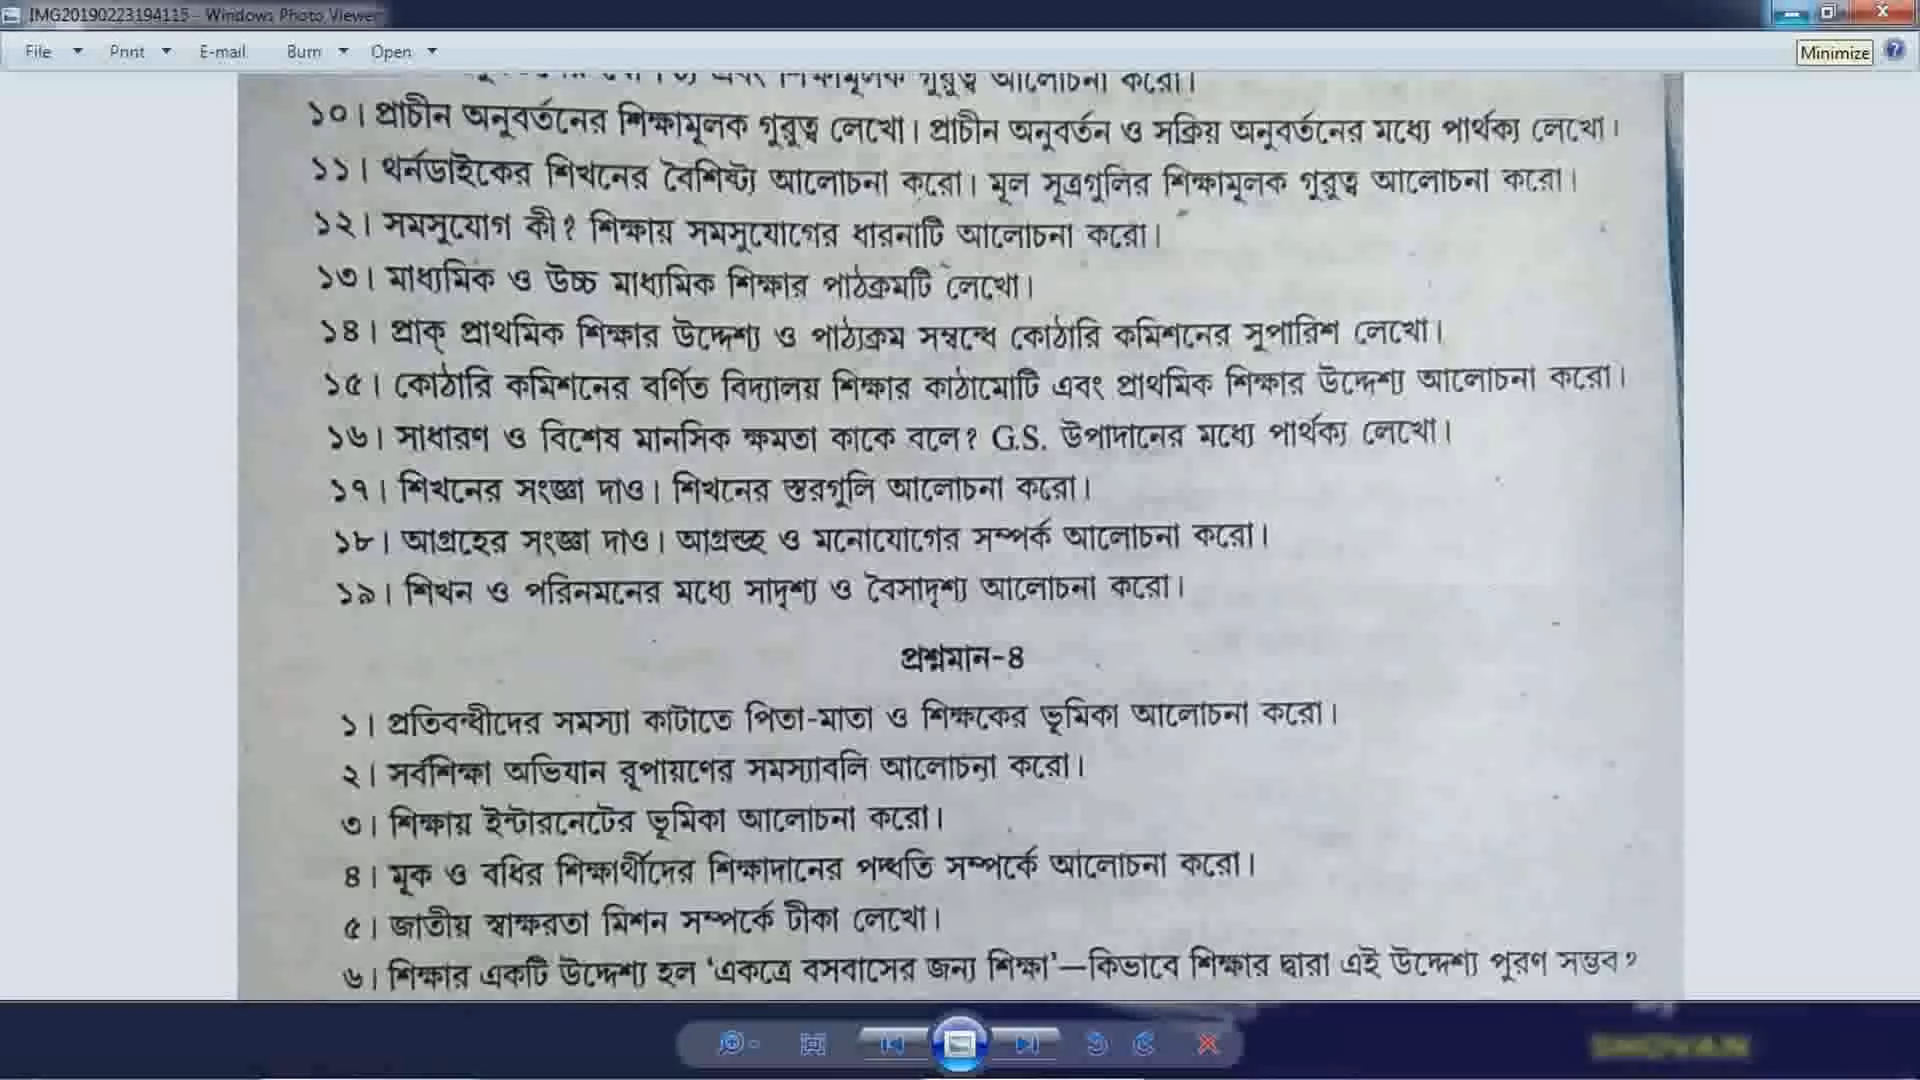 IMG20190223194115 - Windows Photo Viewer
File Print E-mail Burn Open Minimize
এবং শিক্ষামূলক গুরুত্ব আলোচনা করো।
১০। প্রাচীন অনুবর্তনের শিক্ষামূলক গুরুত্ব লেখো। প্রাচীন অনুবর্তন ও সক্রিয় অনুবর্তনের মধ্যে পার্থক্য লেখো।
১১। থর্নডাইকের শিখনের বৈশিষ্ট্য আলোচনা করো। মূল সূত্রগুলির শিক্ষামূলক গুরুত্ব আলোচনা করো।
১২। সমসুযোগ কী? শিক্ষায় সমসুযোগের ধারনাটি আলোচনা করো।
১৩। মাধ্যমিক ও উচ্চ মাধ্যমিক শিক্ষার পাঠক্রমটি লেখো।
১৪। প্রাক্ প্রাথমিক শিক্ষার উদ্দেশ্য ও পাঠ্যক্রম সম্বন্ধে কোঠারি কমিশনের সুপারিশ লেখো।
১৫। কোঠারি কমিশনের বর্ণিত বিদ্যালয় শিক্ষার কাঠামোটি এবং প্রাথমিক শিক্ষার উদ্দেশ্য আলোচনা করো।
১৬। সাধারণ ও বিশেষ মানসিক ক্ষমতা কাকে বলে? G.S. উপাদানের মধ্যে পার্থক্য লেখো।
১৭। শিখনের সংজ্ঞা দাও। শিখনের স্তরগুলি আলোচনা করো।
১৮। আগ্রহের সংজ্ঞা দাও। ও মনোযোগের সম্পর্ক আলোচনা করো।
১৯। শিখন ও পরিনমনের মধ্যে সাদৃশ্য ও বৈসাদৃশ্য আলোচনা করো।
প্রশ্নমান-৪
১। প্রতিবন্ধীদের সমস্যা কাটাতে পিতা-মাতা ও শিক্ষকের ভূমিকা আলোচনা করো।
২। সর্বশিক্ষা অভিযান রূপায়ণের সমস্যাবলি আলোচনা করো।
৩। শিক্ষায় ইন্টারনেটের ভূমিকা আলোচনা করো।
৪। মূক ও বধির শিক্ষার্থীদের শিক্ষাদানের পদ্ধতি সম্পর্কে আলোচনা করো।
৫। জাতীয় স্বাক্ষরতা মিশন সম্পর্কে টীকা লেখো।
৬। শিক্ষার একটি উদ্দেশ্য হল 'একত্রে বসবাসের জন্য শিক্ষা'—কিভাবে শিক্ষার দ্বারা এই উদ্দেশ্য পূরণ সম্ভব?